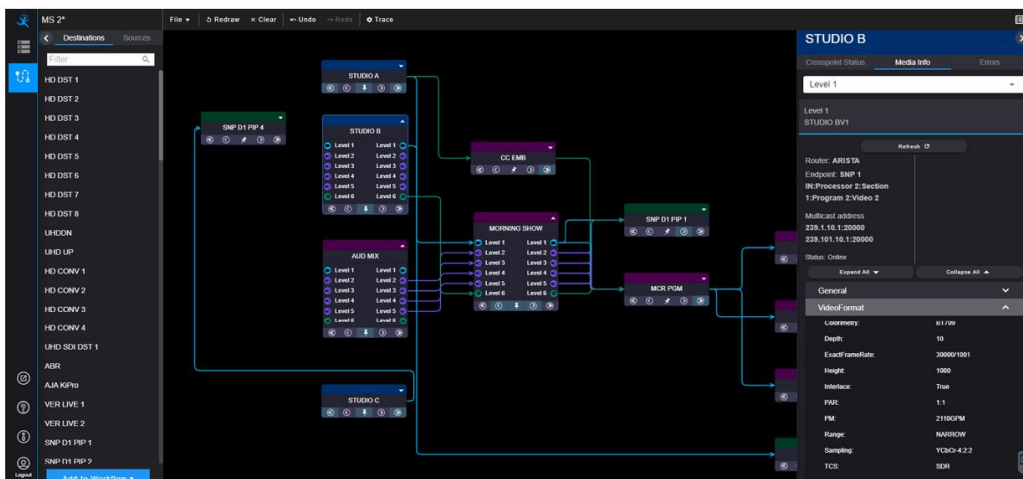 MS 2*
File
Redraw
Clear
Undo
Redo
Trace
Destinations
Sources
Filter
HD DST 1
HD DST 2
HD DST 3
HD DST 4
HD DST 5
HD DST 6
HD DST 7
HD DST 8
UHDDN
UHD UP
HD CONV 1
HD CONV 2
HD CONV 3
HD CONV 4
UHD SDI DST 1
ABR
AJA KiPro
VER LIVE 1
VER LIVE 2
SNP D1 PIP 1
SNP D1 PIP 2
Add to Workflow
Logout
SNP D1 PIP 4
STUDIO A
STUDIO B
Level 1 Level 1
Level 2 Level 2
Level 3 Level 3
Level 4 Level 4
Level 5 Level 5
Level 6 Level 6
AUD MIX
Level 1 Level 1
Level 2 Level 2
Level 3 Level 3
Level 4 Level 4
Level 5 Level 5
Level 6 Level 6
STUDIO C
CC EMB
MORNING SHOW
Level 1 Level 1
Level 2 Level 2
Level 3 Level 3
Level 4 Level 4
Level 5 Level 5
Level 6 Level 6
SNP D1 PIP 1
MCR PGM
STUDIO B
Crosspoint Status
Media Info
Errors
Level 1
Level 1
STUDIO BV1
Refresh
Router: ARISTA
Endpoint: SNP 1
IN:Processor 2:Section
1:Program 2:Video 2
Multicast address
239.1.10.1:20000
239.101.10.1:20000
Status: Online
Expand All
Collapse All
General
VideoFormat
Colorimetry: BT709
Depth: 10
ExactFrameRate: 30000/1001
Height: 1080
Interlace: True
PAR: 1:1
PM: 2110GPM
Range: NARROW
Sampling: YCbCr-4:2:2
TCS: SDR